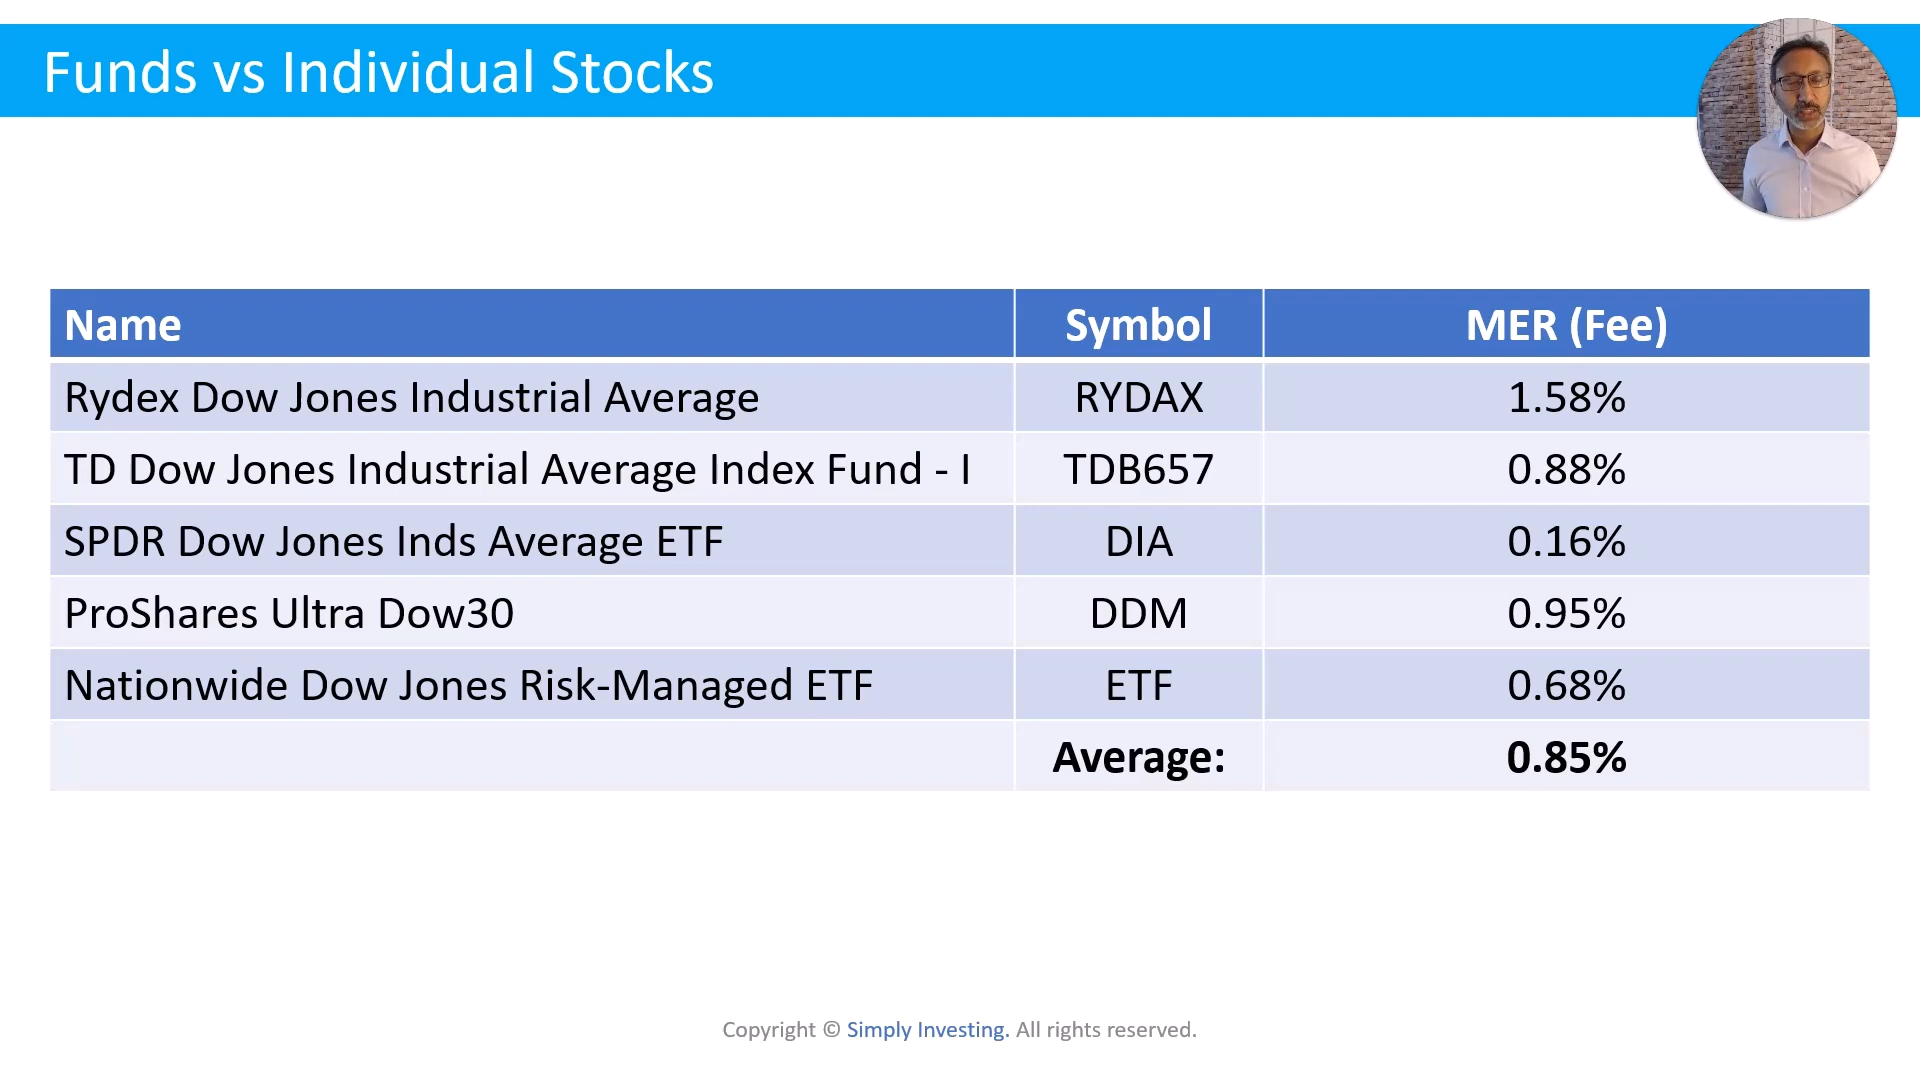 Funds vs Individual Stocks
Name Symbol MER (Fee)
Rydex Dow Jones Industrial Average RYDAX 1.58%
TD Dow Jones Industrial Average Index Fund - I TDB657 0.88%
SPDR Dow Jones Inds Average ETF DIA 0.16%
ProShares Ultra Dow30 DDM 0.95%
Nationwide Dow Jones Risk-Managed ETF ETF 0.68%
Average: 0.85%
Copyright © Simply Investing. All rights reserved.